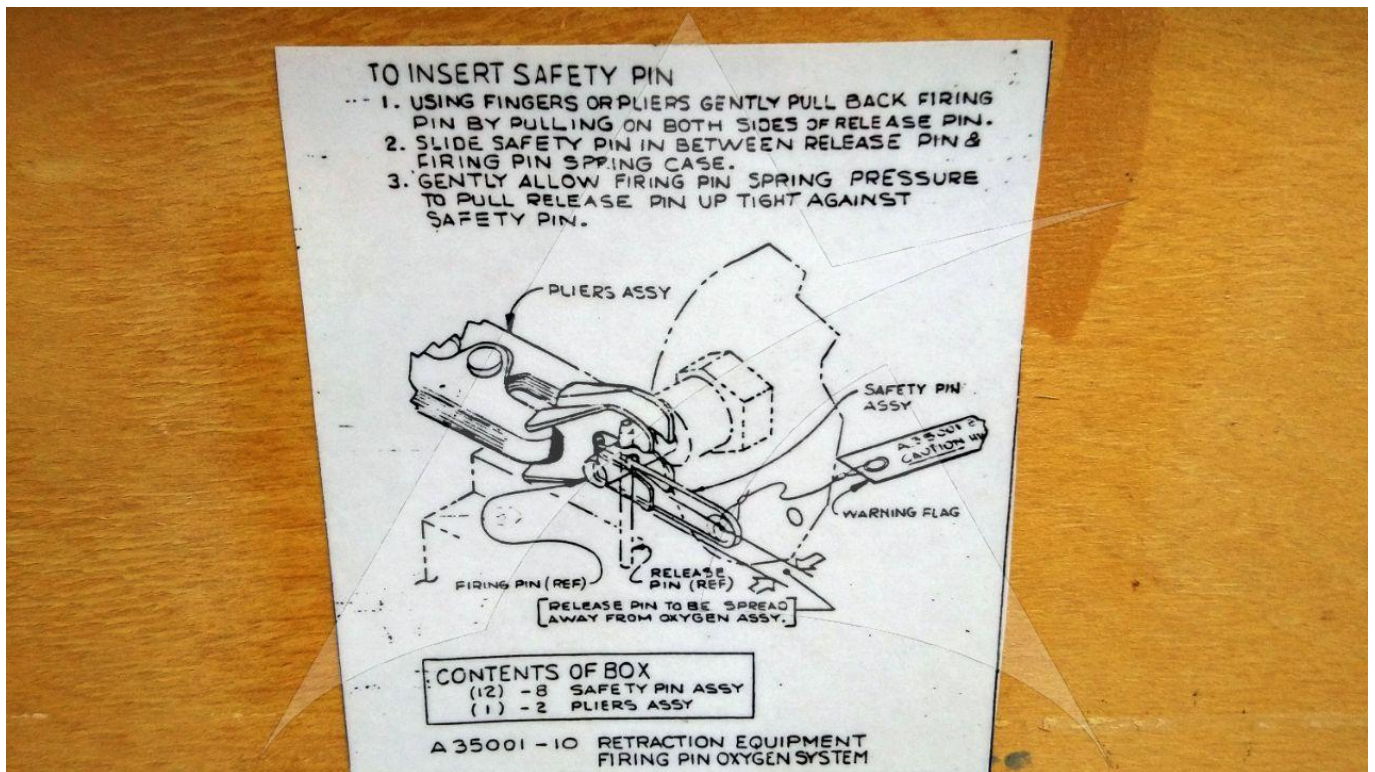 TO INSERT SAFETY PIN
1. USING FINGERS OR PLIERS GENTLY PULL BACK FIRING
PIN BY PULLING ON BOTH SIDES OF RELEASE PIN.
2. SLIDE SAFETY PIN IN BETWEEN RELEASE PIN &
FIRING PIN SPRING CASE.
3. GENTLY ALLOW FIRING PIN SPRING PRESSURE
TO PULL RELEASE PIN UP TIGHT AGAINST
SAFETY PIN.
PLIERS ASSY
SAFETY PIN
ASSY
A35001
CAUTION
WARNING FLAG
FIRING PIN (REF)
RELEASE
PIN (REF)
[RELEASE PIN TO BE SPREAD
AWAY FROM OXYGEN ASSY.]
CONTENTS OF BOX
(12) -8 SAFETY PIN ASSY
(1) -2 PLIERS ASSY
A35001-10 RETRACTION EQUIPMENT
FIRING PIN OXYGEN SYSTEM